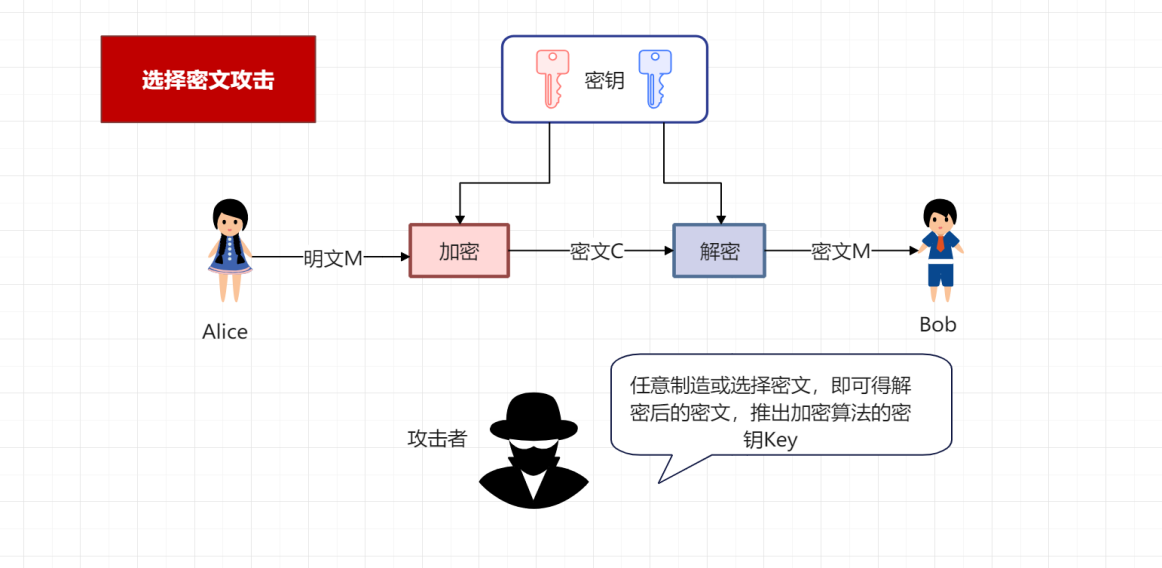 选择密文攻击
密钥
明文M
加密
密文C
解密
密文M
Alice
Bob
任意制造或选择密文，即可得解
密后的密文，推出加密算法的密
钥Key
攻击者